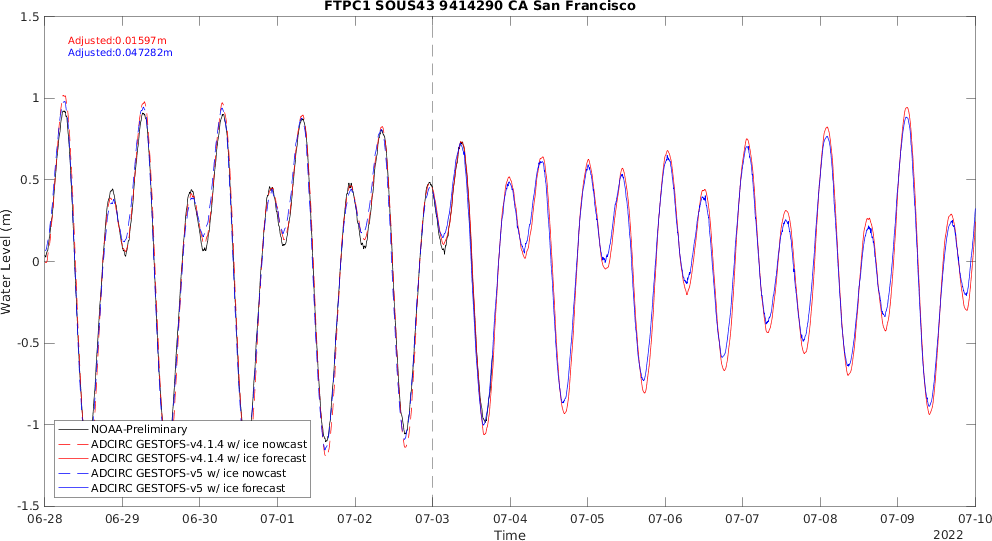 FTPC1 SOUS43 9414290 CA San Francisco
1.5
Adjusted:0.01597m
Adjusted:0.047282m
1
0.5
0
-0.5
-1
-1.5
Water Level (m)
NOAA-Preliminary
ADCIRC GESTOFS-v4.1.4 w/ ice nowcast
ADCIRC GESTOFS-v4.1.4 w/ ice forecast
ADCIRC GESTOFS-v5 w/ ice nowcast
ADCIRC GESTOFS-v5 w/ ice forecast
06-28 06-29 06-30 07-01 07-02 07-03 07-04 07-05 07-06 07-07 07-08 07-09 07-10
Time
2022